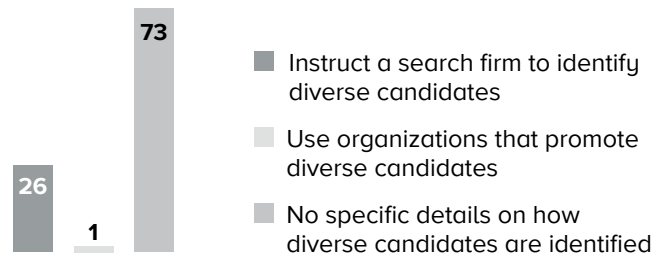 73
26
1
Instruct a search firm to identify
diverse candidates
Use organizations that promote
diverse candidates
No specific details on how
diverse candidates are identified